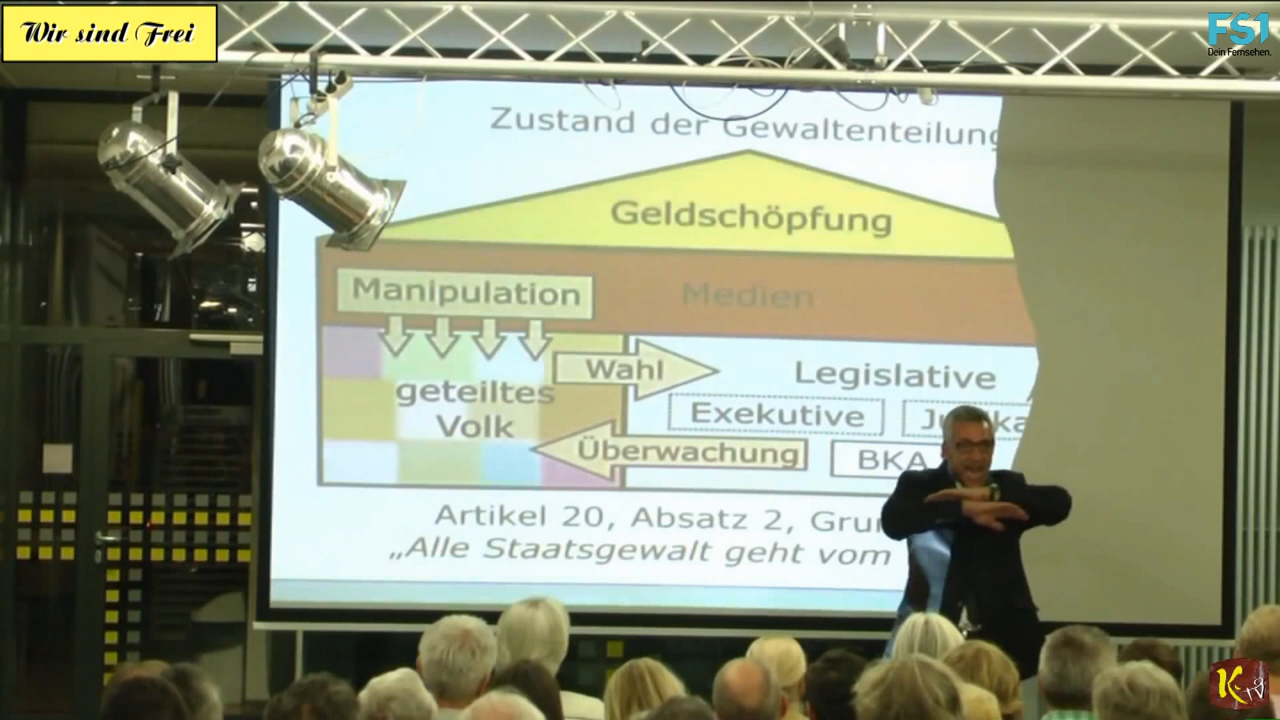 Wir sind Frei
FS1
Dein Fernsehen.
Zustand der Gewaltenteilung
Geldschöpfung
Manipulation
Medien
Wahl
Legislative
geteiltes
Volk
Exekutive
Überwachung
BKA
Artikel 20, Absatz 2,
„Alle Staatsgewalt geht vom
K
tv